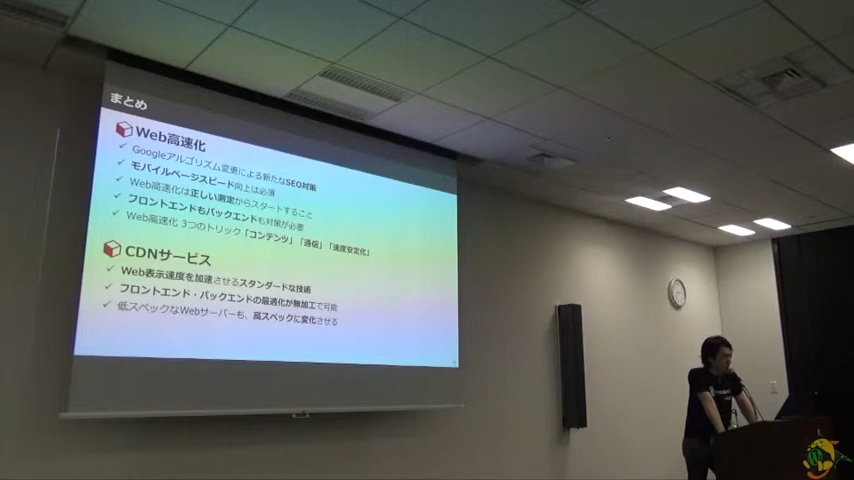 まとめ
Web高速化
Googleアルゴリズム変更による新たなSEO対策
モバイルページスピード向上は必須
Web高速化は正しい測定からスタートすること
フロントエンドもバックエンドも対策が必要
Web高速化 3つのトリック「コンテンツ」「通信」「速度安定化」
CDNサービス
Web表示速度を加速させるスタンダードな技術
フロントエンド・バックエンドの最適化が無加工で可能
低スペックなWebサーバーも、高スペックに変化させる